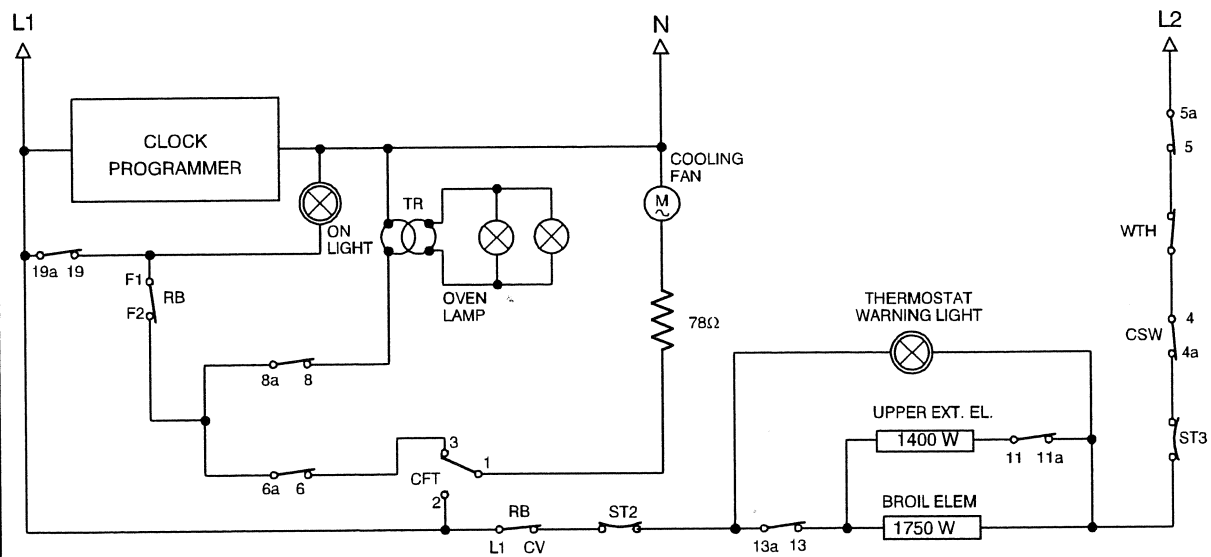 L1
N
L2
CLOCK
PROGRAMMER
5a
5
COOLING
FAN
M
TR
ON
LIGHT
WTH
19a 19
F1
RB
F2
OVEN
LAMP
THERMOSTAT
WARNING LIGHT
78Ω
4
CSW
4a
8a 8
UPPER EXT. EL.
1400 W
11 11a
ST3
3
1
CFT
2
6a 6
BROIL ELEM
1750 W
RB
ST2
L1 CV
13a 13